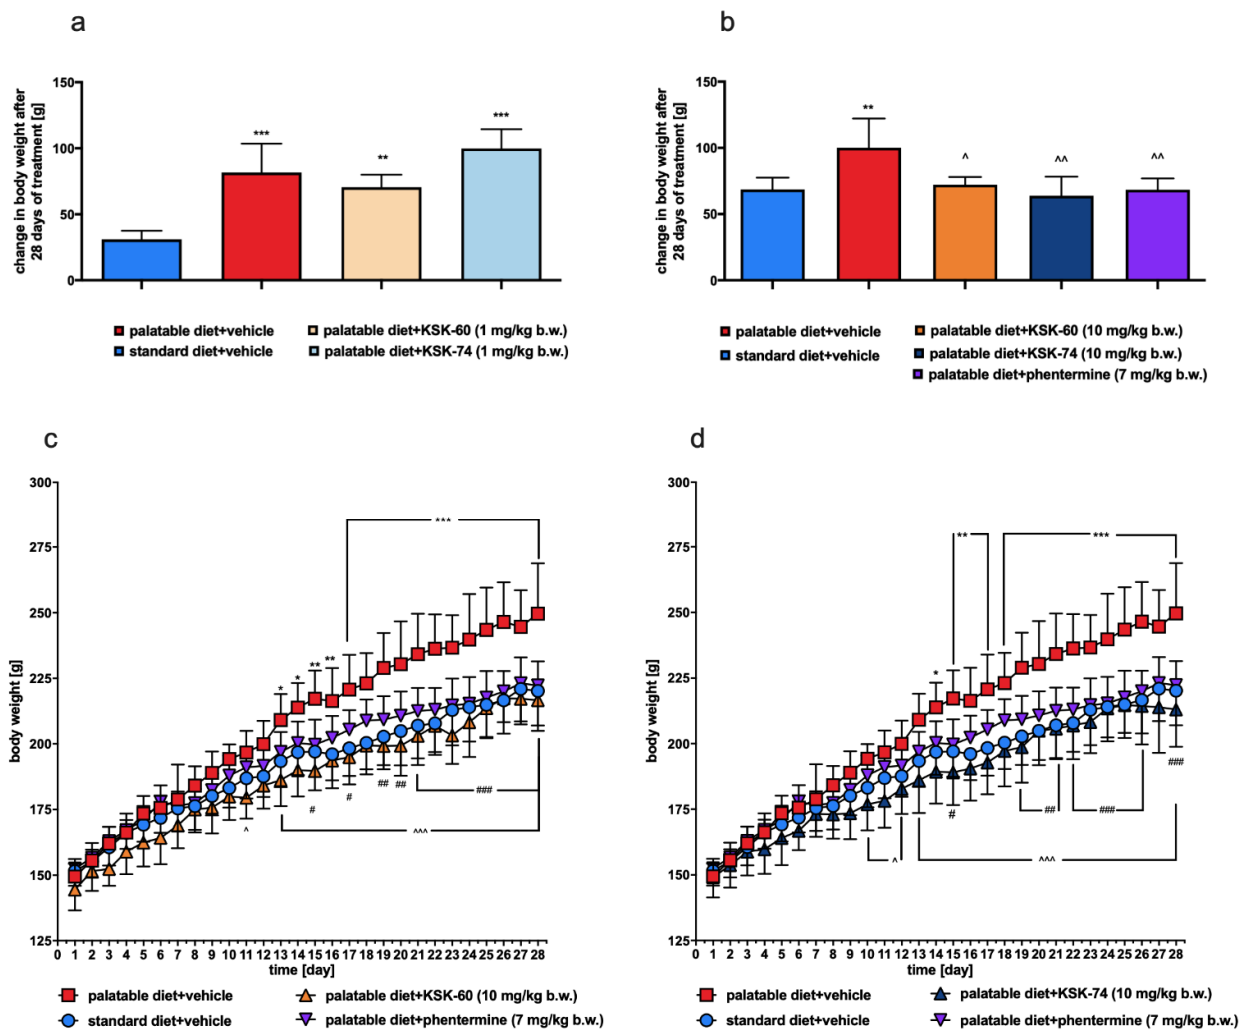 a
b
change in body weight after
28 days of treatment [g]
150
100
50
0
***
**
***
palatable diet+vehicle
palatable diet+KSK-60 (1 mg/kg b.w.)
standard diet+vehicle
palatable diet+KSK-74 (1 mg/kg b.w.)
change in body weight after
28 days of treatment [g]
150
100
50
0
**
^
^^
^^
palatable diet+vehicle
palatable diet+KSK-60 (10 mg/kg b.w.)
standard diet+vehicle
palatable diet+KSK-74 (10 mg/kg b.w.)
palatable diet+phentermine (7 mg/kg b.w.)
c
d
body weight [g]
300
275
250
225
200
175
150
125
***
* * ** **
# # ## ## ###
^ ^^^
0 1 2 3 4 5 6 7 8 9 10 11 12 13 14 15 16 17 18 19 20 21 22 23 24 25 26 27 28
time [day]
palatable diet+vehicle
palatable diet+KSK-60 (10 mg/kg b.w.)
standard diet+vehicle
palatable diet+phentermine (7 mg/kg b.w.)
body weight [g]
300
275
250
225
200
175
150
125
** ***
*
###
# ## ###
^ ^^^
0 1 2 3 4 5 6 7 8 9 10 11 12 13 14 15 16 17 18 19 20 21 22 23 24 25 26 27 28
time [day]
palatable diet+vehicle
palatable diet+KSK-74 (10 mg/kg b.w.)
standard diet+vehicle
palatable diet+phentermine (7 mg/kg b.w.)